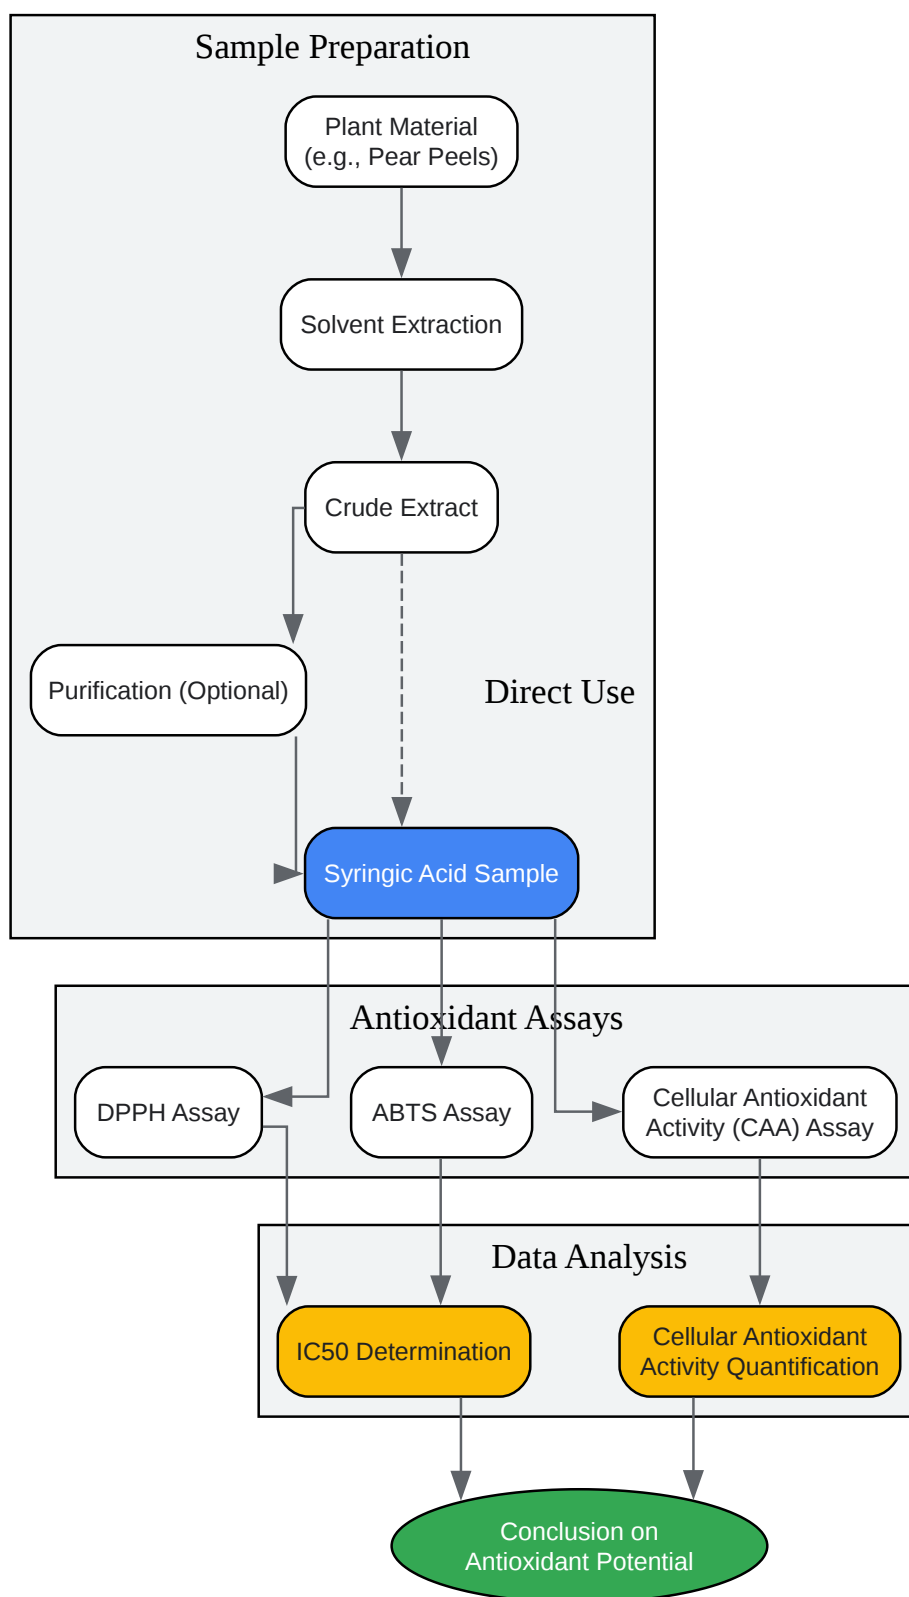 Sample Preparation
Plant Material
(e.g., Pear Peels)
Solvent Extraction
Crude Extract
Purification (Optional)
Direct Use
Syringic Acid Sample
Antioxidant Assays
DPPH Assay
ABTS Assay
Cellular Antioxidant
Activity (CAA) Assay
Data Analysis
IC50 Determination
Cellular Antioxidant
Activity Quantification
Conclusion on
Antioxidant Potential